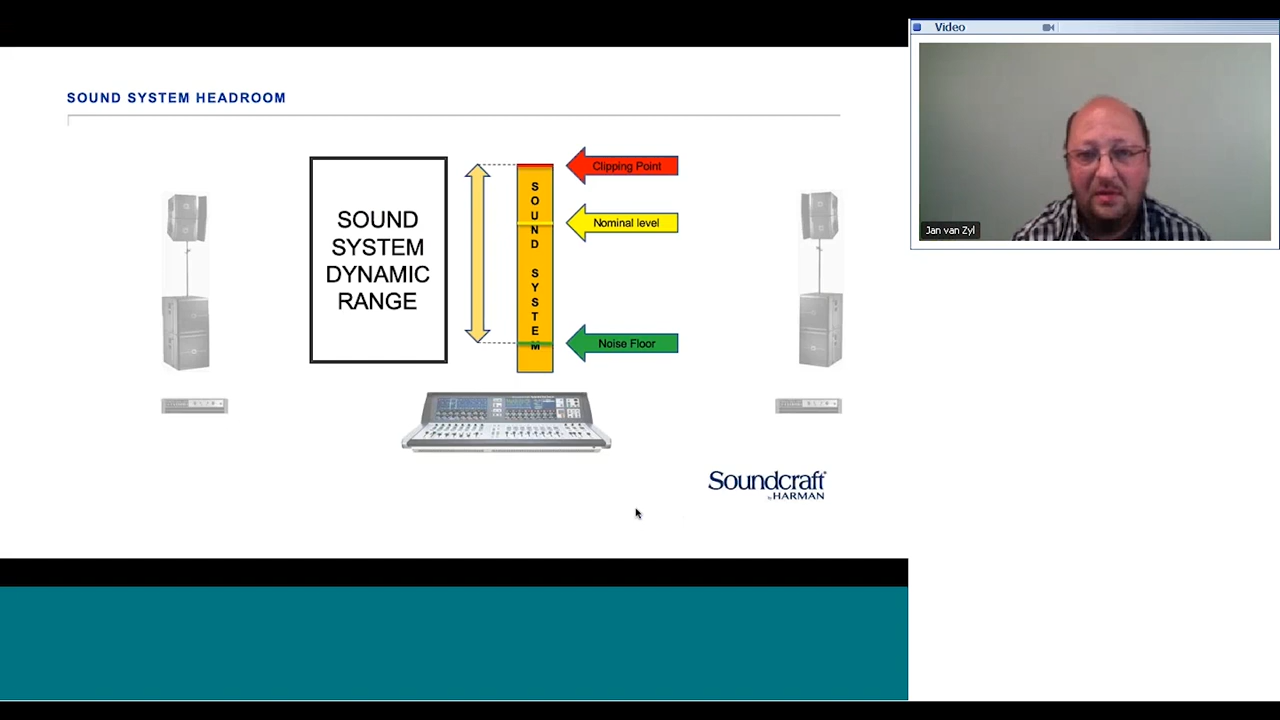 Video
SOUND SYSTEM HEADROOM
SOUND
SYSTEM
DYNAMIC
RANGE
S
O
U
N
D
S
Y
S
T
E
M
Clipping Point
Nominal level
Noise Floor
Jan van Zyl
Soundcraft
by HARMAN